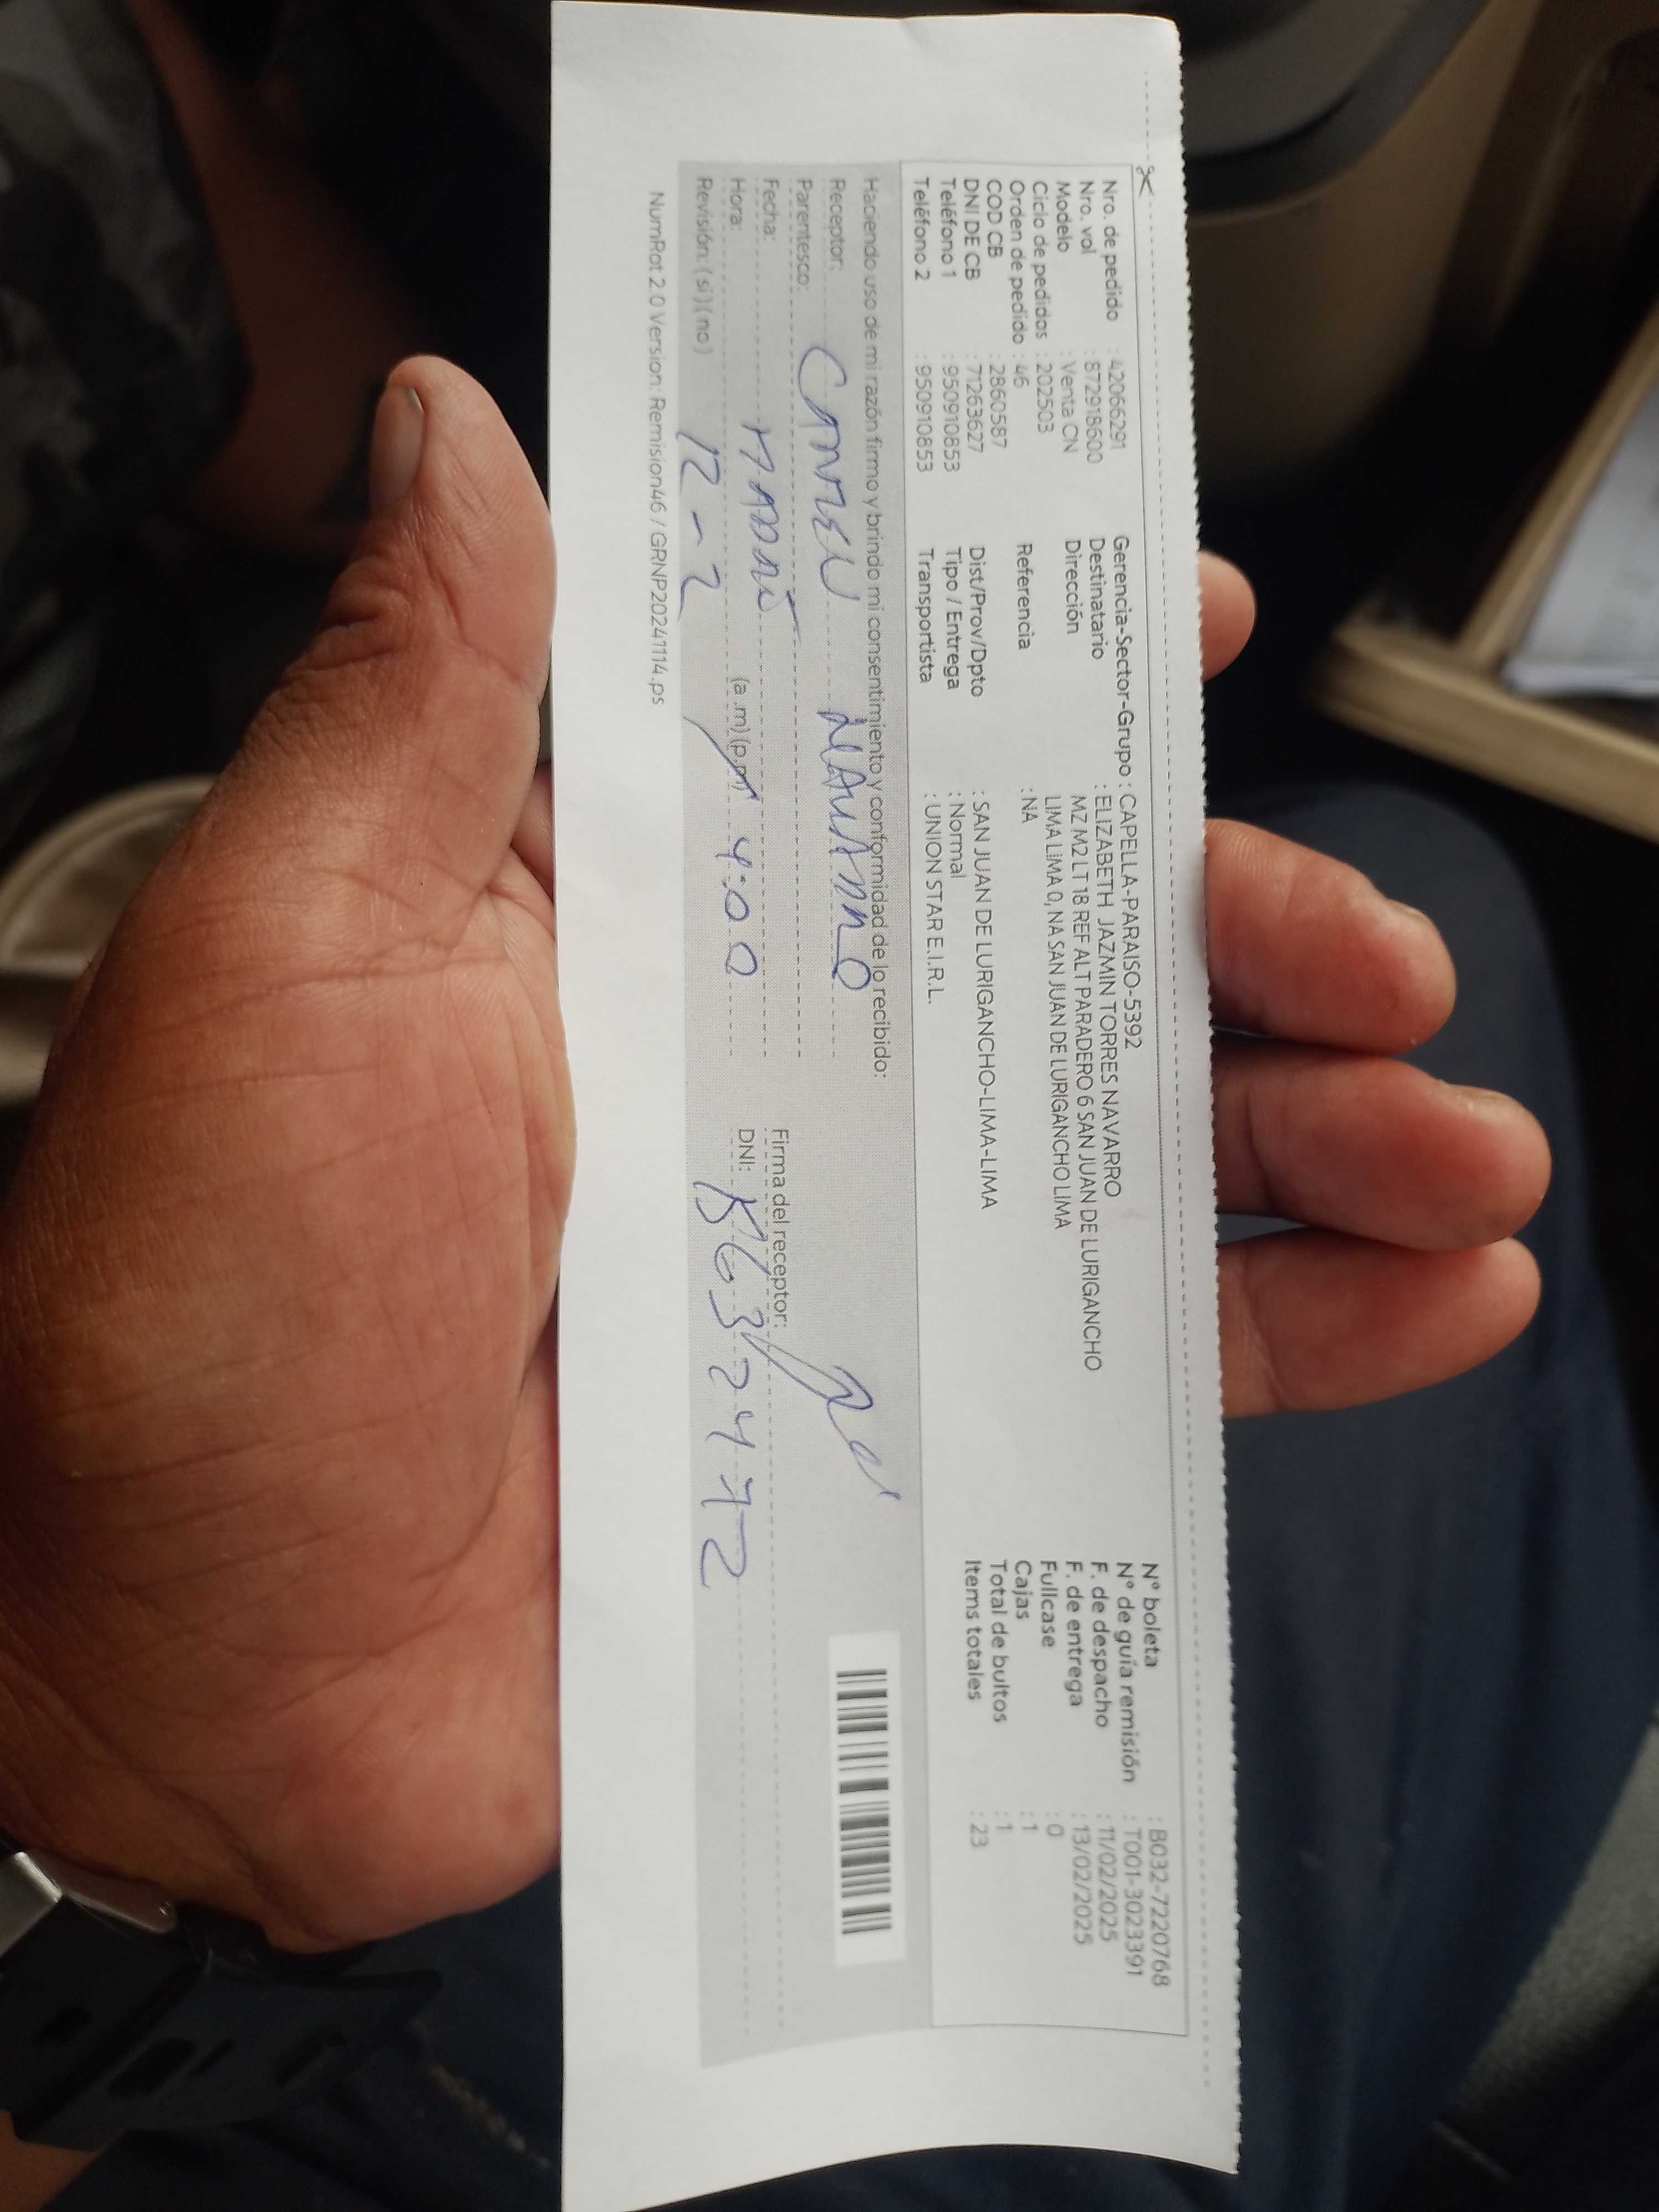 Nro. de pedido : 42066291
Nro. vol : 872918600
Modelo : Venta CN
Ciclo de pedidos : 202503
Orden de pedido : 46
COD CB : 2860587
DNI DE CB : 71263627
Teléfono 1 : 950910853
Teléfono 2 : 950910853
Gerencia-Sector-Grupo : CAPELLA-PARAISO-5392
Destinatario : ELIZABETH JAZMIN TORRES NAVARRO
Dirección MZ M2 LT 18 REF ALT PARADERO 6 SAN JUAN DE LURIGANCHO
LIMA LIMA 0, NA SAN JUAN DE LURIGANCHO LIMA
Referencia : NA
Dist/Prov/Dpto : SAN JUAN DE LURIGANCHO-LIMA-LIMA
Tipo / Entrega : Normal
Transportista : UNION STAR E.I.R.L.
N° boleta : B032-7220768
N° de guía remisión : T001-3023391
F. de despacho : 11/02/2025
F. de entrega : 13/02/2025
Fullcase : 0
Cajas : 1
Total de bultos : 1
Items totales : 23
Haciendo uso de mi razón firmo y brindo mi consentimiento y conformidad de lo recibido:
Receptor: CARMEN
Parentesco:
Fecha: 12-2
Hora: (a.m)(p.m) 4:00
Revisión: (si)(no)
Firma del receptor:
DNI:
NumRot 2.0 Version: Remision46 / GRNP20241114.ps